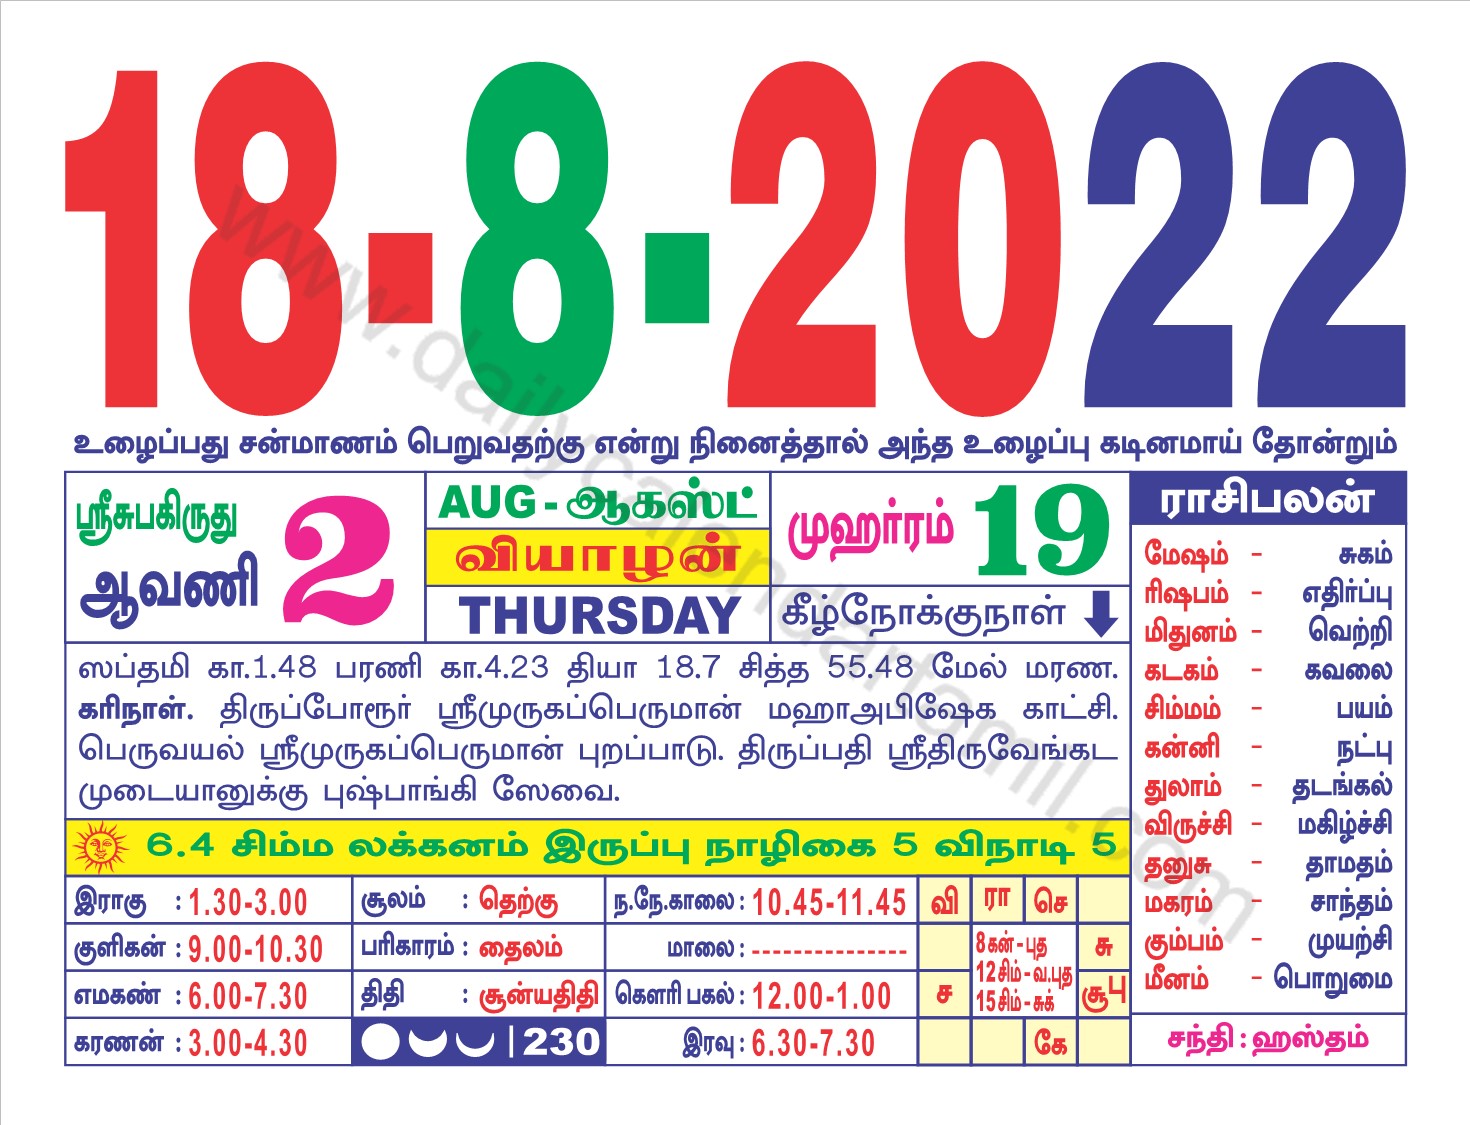 18-8-2022
உழைப்பது சன்மாணம் பெறுவதற்கு என்று நினைத்தால் அந்த உழைப்பு கடினமாய் தோன்றும்
ஸ்ரீசுபகிருது
ஆவணி 2
AUG - ஆகஸ்ட்
வியாழன்
THURSDAY
முஹர்ரம் 19
கீழ்நோக்குநாள்
ஸப்தமி கா.1.48 பரணி கா.4.23 தியா 18.7 சித்த 55.48 மேல் மரண.
கரிநாள். திருப்போரூர் ஸ்ரீமுருகப்பெருமான் மஹாஅபிஷேக காட்சி.
பெருவயல் ஸ்ரீமுருகப்பெருமான் புறப்பாடு. திருப்பதி ஸ்ரீதிருவேங்கட
முடையானுக்கு புஷ்பாங்கி ஸேவை.
6.4 சிம்ம லக்கனம் இருப்பு நாழிகை 5 விநாடி 5
இராகு : 1.30-3.00
குளிகன் : 9.00-10.30
எமகண் : 6.00-7.30
கரணன் : 3.00-4.30
சூலம் : தெற்கு
பரிகாரம் : தைலம்
திதி : சூன்யதிதி
| 230
ந.நே.காலை : 10.45-11.45
மாலை : ---------------
கௌரி பகல் : 12.00-1.00
இரவு : 6.30-7.30
வி ரா செ
8கன் - புத
12சிம் - வ.புத
15சிம் - சுக்
சு
ச
சூபு
கே
ராசிபலன்
மேஷம் - சுகம்
ரிஷபம் - எதிர்ப்பு
மிதுனம் - வெற்றி
கடகம் - கவலை
சிம்மம் - பயம்
கன்னி - நட்பு
துலாம் - தடங்கல்
விருச்சி - மகிழ்ச்சி
தனுசு - தாமதம்
மகரம் - சாந்தம்
கும்பம் - முயற்சி
மீனம் - பொறுமை
சந்தி : ஹஸ்தம்
www.dailycalendartamil.com